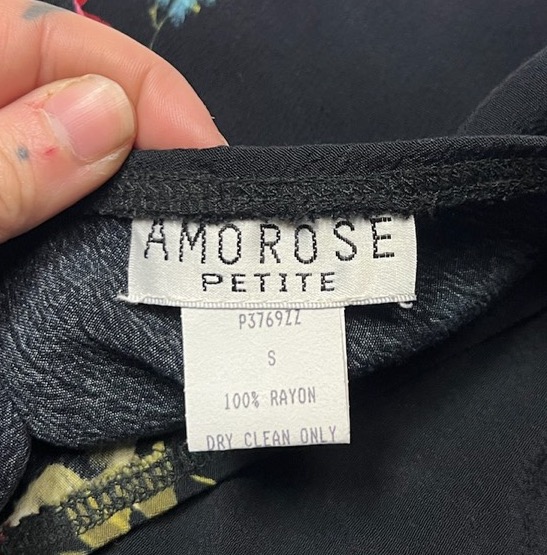 AMOROSE
PETITE
P3769ZZ
S
100% RAYON
DRY CLEAN ONLY